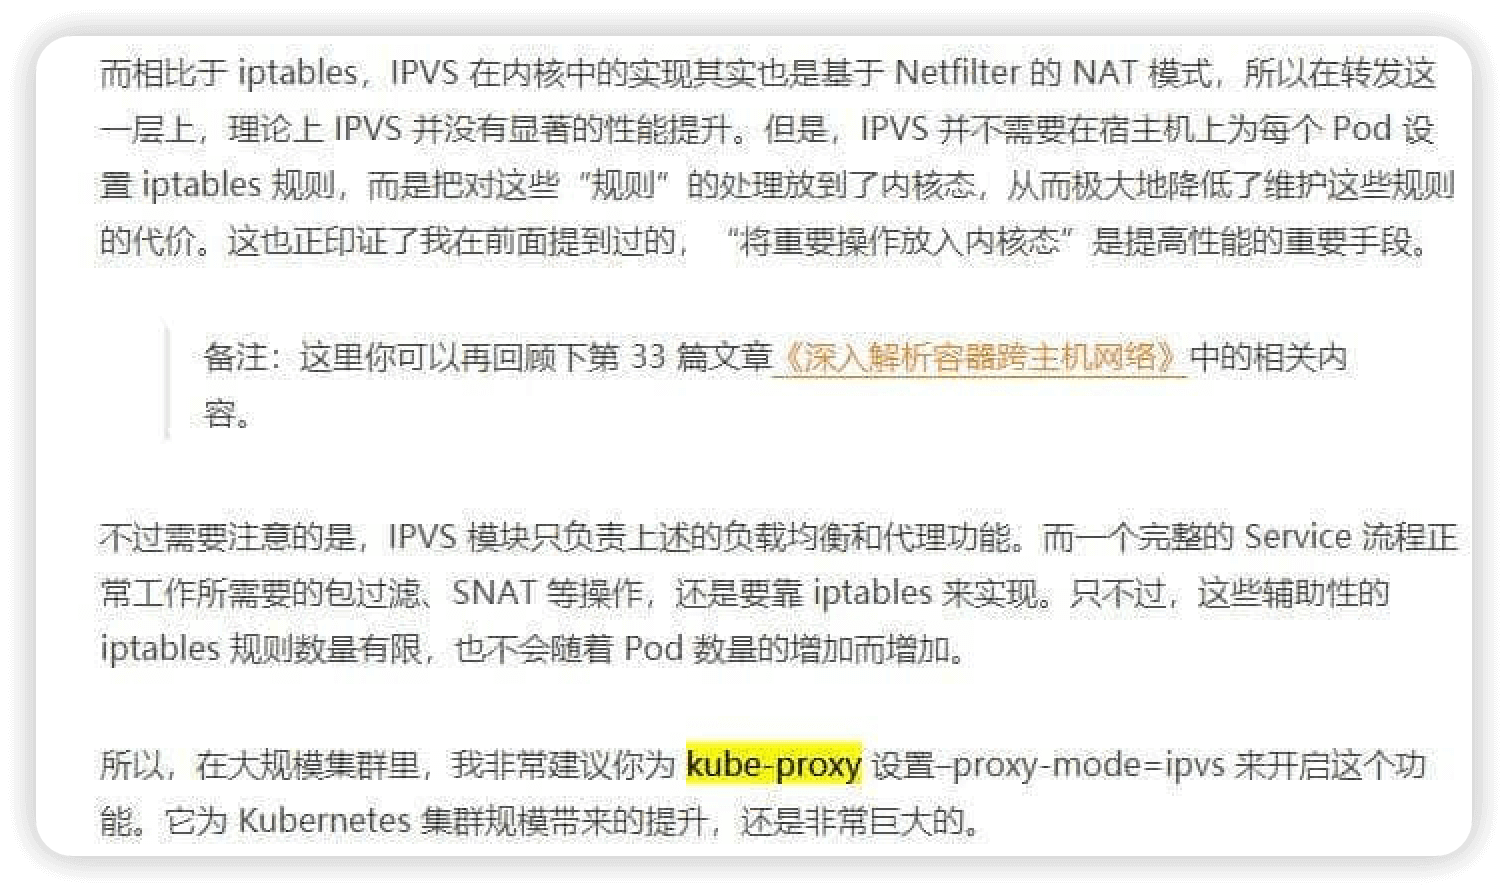 而相比于 iptables，IPVS 在内核中的实现其实也是基于 Netfilter 的 NAT 模式，所以在转发这
一层上，理论上 IPVS 并没有显著的性能提升。但是，IPVS 并不需要在宿主机上为每个 Pod 设
置 iptables 规则，而是把对这些“规则”的处理放到了内核态，从而极大地降低了维护这些规则
的代价。这也正印证了我在前面提到过的，“将重要操作放入内核态”是提高性能的重要手段。
备注：这里你可以再回顾下第 33 篇文章《深入解析容器跨主机网络》中的相关内
容。
不过需要注意的是，IPVS 模块只负责上述的负载均衡和代理功能。而一个完整的 Service 流程正
常工作所需要的包过滤、SNAT 等操作，还是要靠 iptables 来实现。只不过，这些辅助性的
iptables 规则数量有限，也不会随着 Pod 数量的增加而增加。
所以，在大规模集群里，我非常建议你为 kube-proxy 设置–proxy-mode=ipvs 来开启这个功
能。它为 Kubernetes 集群规模带来的提升，还是非常巨大的。